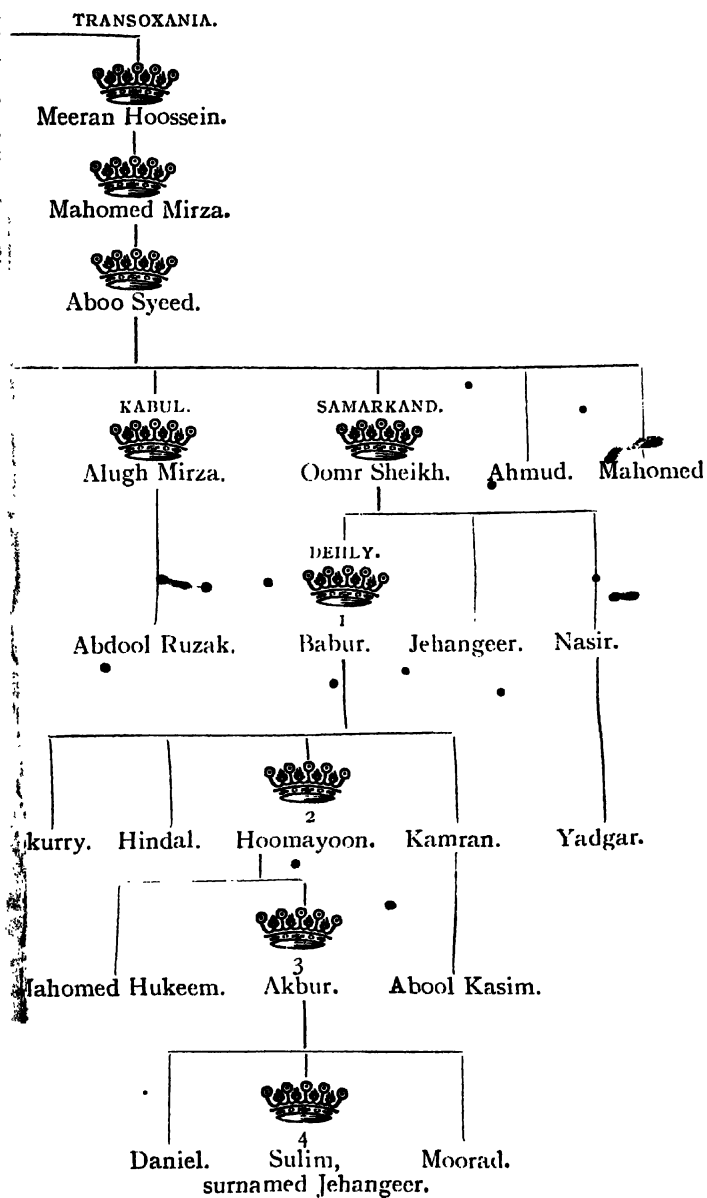 TRANSOXANIA.
Meeran Hoossein.
Mahomed Mirza.
Aboo Syeed.
KABUL. SAMARKAND.
Alugh Mirza. Oomr Sheikh. Ahmud. Mahomed
DEHLY.
1
Abdool Ruzak. Babur. Jehangeer. Nasir.
2
kurry. Hindal. Hoomayoon. Kamran. Yadgar.
3
Mahomed Hukeem. Akbur. Abool Kasim.
4
Daniel. Sulim, Moorad.
surnamed Jehangeer.